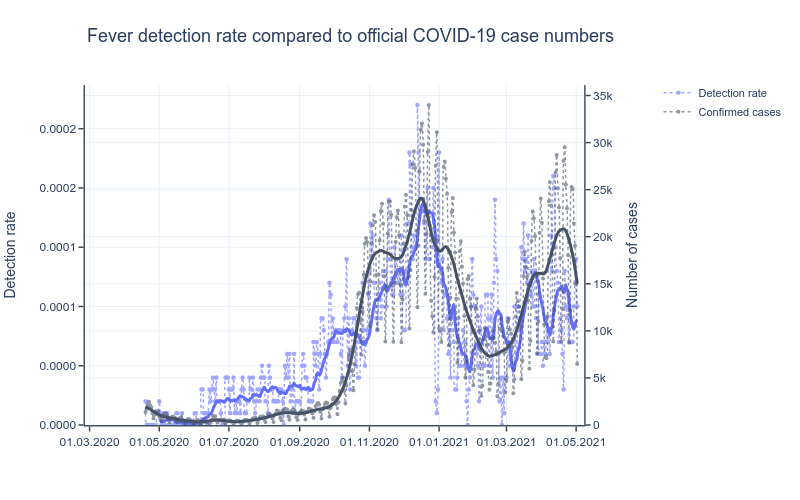 Fever detection rate compared to official COVID-19 case numbers
Detection rate
Confirmed cases
0.0002
0.0002
0.0001
0.0001
0.0000
0.0000
Detection rate
35k
30k
25k
20k
15k
10k
5k
0
Number of cases
01.03.2020 01.05.2020 01.07.2020 01.09.2020 01.11.2020 01.01.2021 01.03.2021 01.05.2021